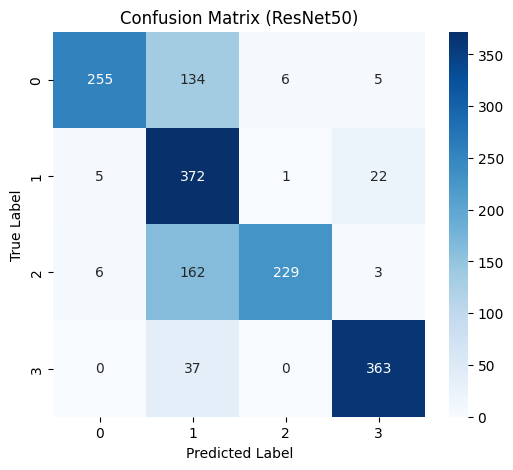 Confusion Matrix (ResNet50)
0 255 134 6 5
1 5 372 1 22
2 6 162 229 3
3 0 37 0 363
0 1 2 3
True Label
Predicted Label
350
300
250
200
150
100
50
0